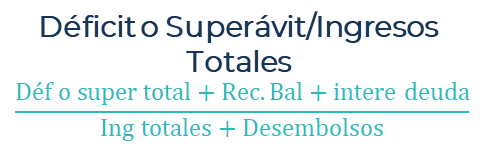 Déficit o Superávit/Ingresos
Totales
Déf o super total + Rec. Bal + intere deuda
Ing totales + Desembolsos